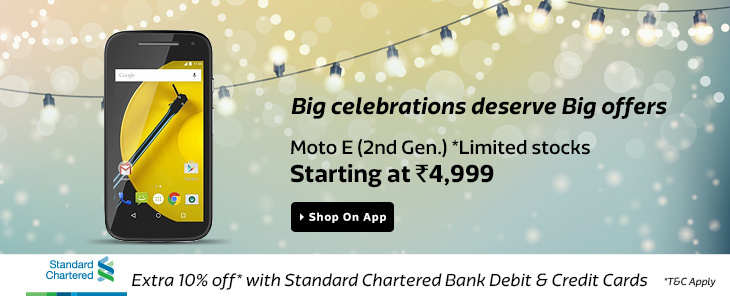 Google
Big celebrations deserve Big offers
Moto E (2nd Gen.) *Limited stocks
Starting at ₹4,999
Shop On App
Standard
Chartered
Extra 10% off* with Standard Chartered Bank Debit & Credit Cards *T&C Apply